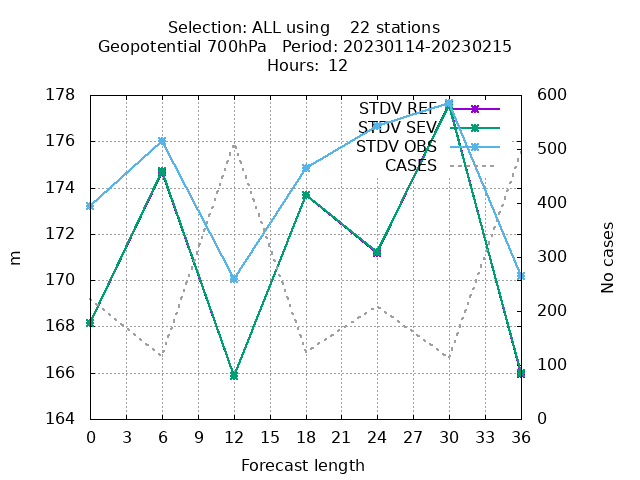 Selection: ALL using    22 stations
Geopotential 700hPa   Period: 20230114-20230215
Hours: 12
178 600
STDV REF
STDV SEV
176 STDV OBS 500
CASES
174 400
172 300
m No cases
170 200
168
166 100
164 0
0 3 6 9 12 15 18 21 24 27 30 33 36
Forecast length